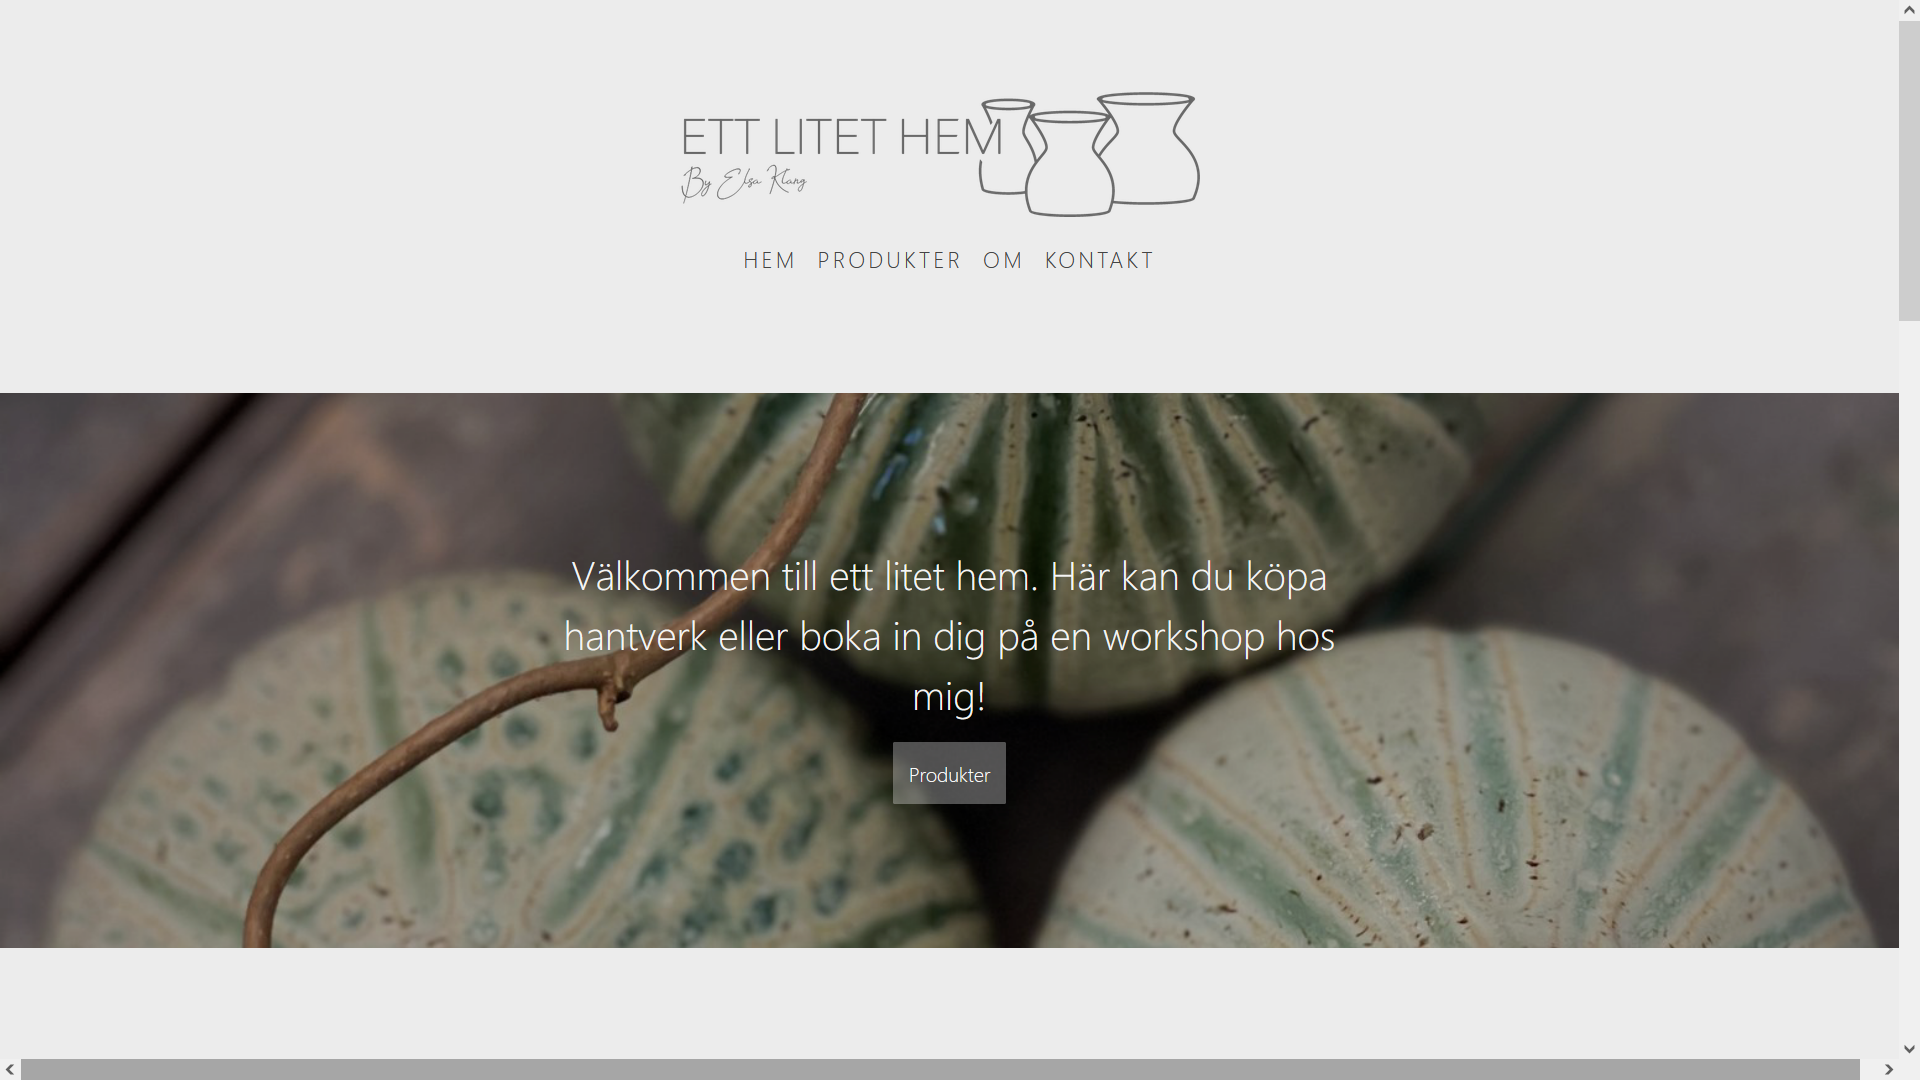 ETT LITET HEM
By Elsa Klang
HEM PRODUKTER OM KONTAKT
Välkommen till ett litet hem. Här kan du köpa
hantverk eller boka in dig på en workshop hos
mig!
Produkter